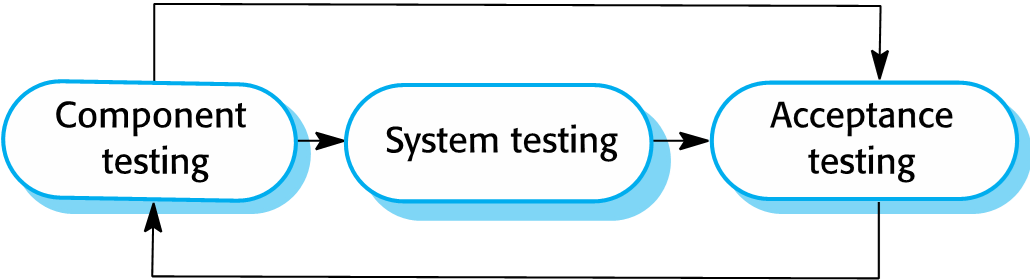 Component
testing
System testing
Acceptance
testing